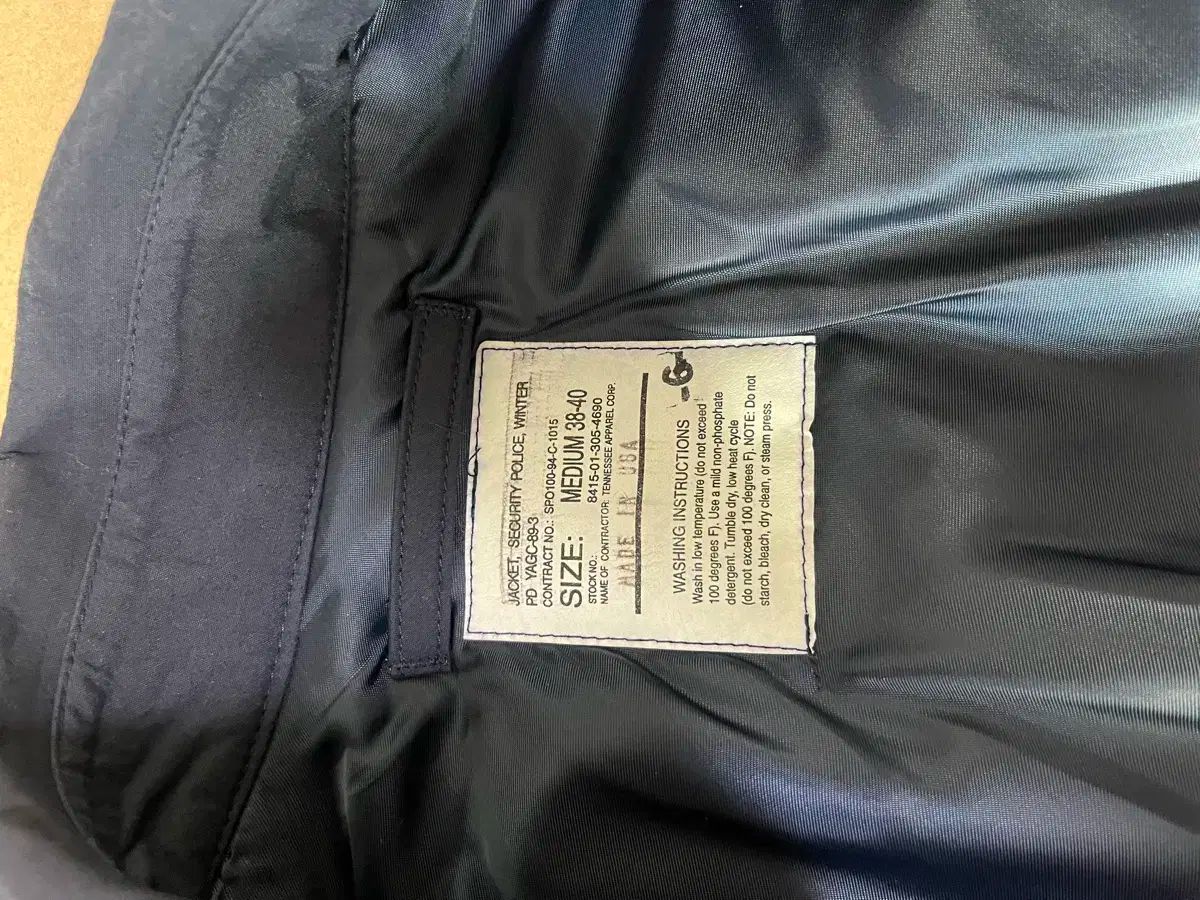 JACKET, SECURITY POLICE, WINTER
PD YAGC-89-3
CONTRACT NO.: SPO100-94-C-1015
SIZE: MEDIUM 38-40
STOCK NO.: 8415-01-305-4690
NAME OF CONTRACTOR: TENNESSEE APPAREL CORP.
MADE IN USA
6
WASHING INSTRUCTIONS
Wash in low temperature (do not exceed
100 degrees F). Use a mild non-phosphate
detergent. Tumble dry, low heat cycle
(do not exceed 100 degrees F). NOTE: Do not
starch, bleach, dry clean, or steam press.